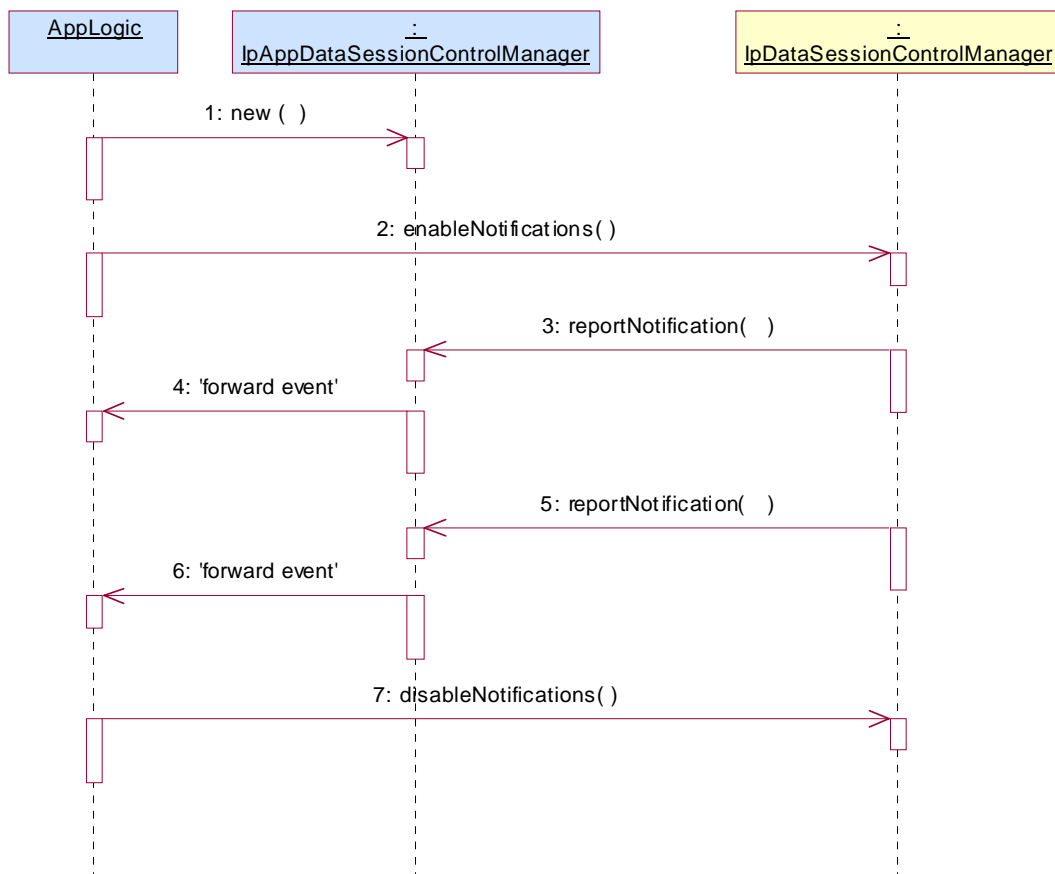 AppLogic
:
IpAppDataSessionControlManager
:
IpDataSessionControlManager
1: new ( )
2: enableNotifications( )
3: reportNotification( )
4: 'forward event'
5: reportNotification( )
6: 'forward event'
7: disableNotifications( )